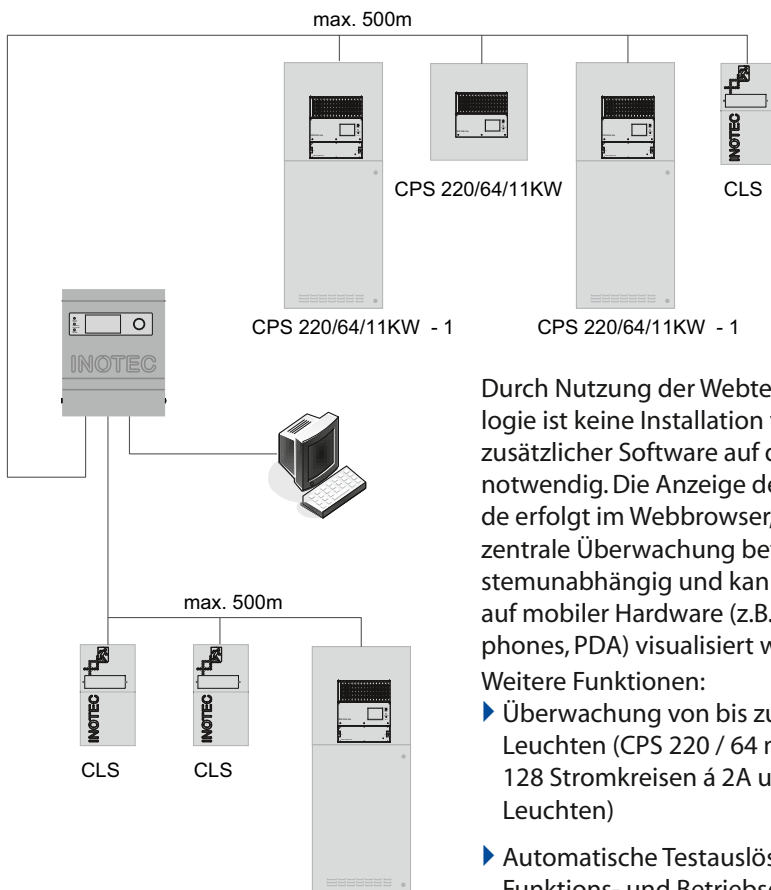 max. 500m
INOTEC
CPS 220/64/11KW
CLS
CPS 220/64/11KW - 1
CPS 220/64/11KW - 1
INOTEC
Durch Nutzung der Webte
logie ist keine Installation
zusätzlicher Software auf
notwendig. Die Anzeige de
de erfolgt im Webbrowser,
zentrale Überwachung bet
stemunabhängig und kan
auf mobiler Hardware (z.B.
phones, PDA) visualisiert
Weitere Funktionen:
Überwachung von bis zu
Leuchten (CPS 220 / 64
128 Stromkreisen á 2A u
Leuchten)
Automatische Testauslös
max. 500m
INOTEC
INOTEC
CLS
CLS